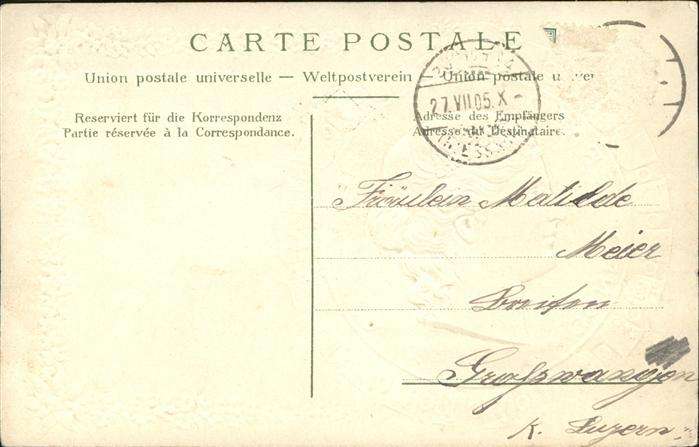 CARTE POSTALE
Union postale universelle — Weltpostverein — Union postale
Reserviert für die Korrespondenz
Partie réservée à la Correspondance.
27.VII.05.X
Adresse des Empfängers
Adresse du Destinataire.
Fräulein Matilde
Meier
Großwangen
K. Luzern